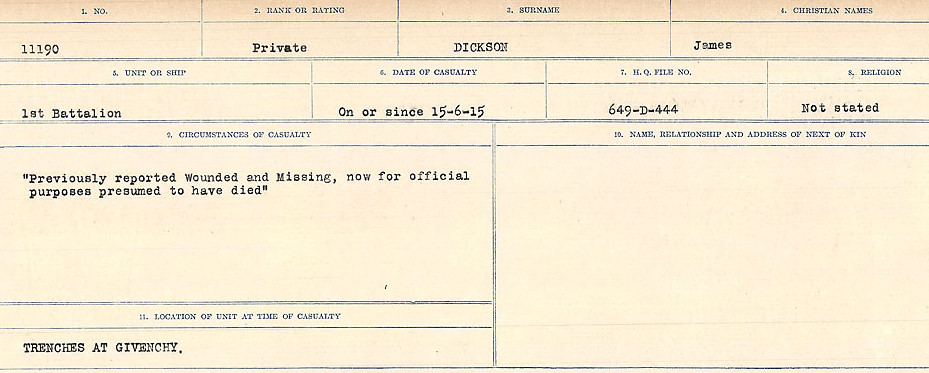 1. NO. 2. RANK OR RATING 3. SURNAME 4. CHRISTIAN NAMES
11190 Private DICKSON James
5. UNIT OR SHIP 6. DATE OF CASUALTY 7. H. Q. FILE NO. 8. RELIGION
1st Battalion On or since 15-6-15 649-D-444 Not stated
9. CIRCUMSTANCES OF CASUALTY 10. NAME, RELATIONSHIP AND ADDRESS OF NEXT OF KIN
"Previously reported Wounded and Missing, now for official
purposes presumed to have died"
11. LOCATION OF UNIT AT TIME OF CASUALTY
TRENCHES AT GIVENCHY.